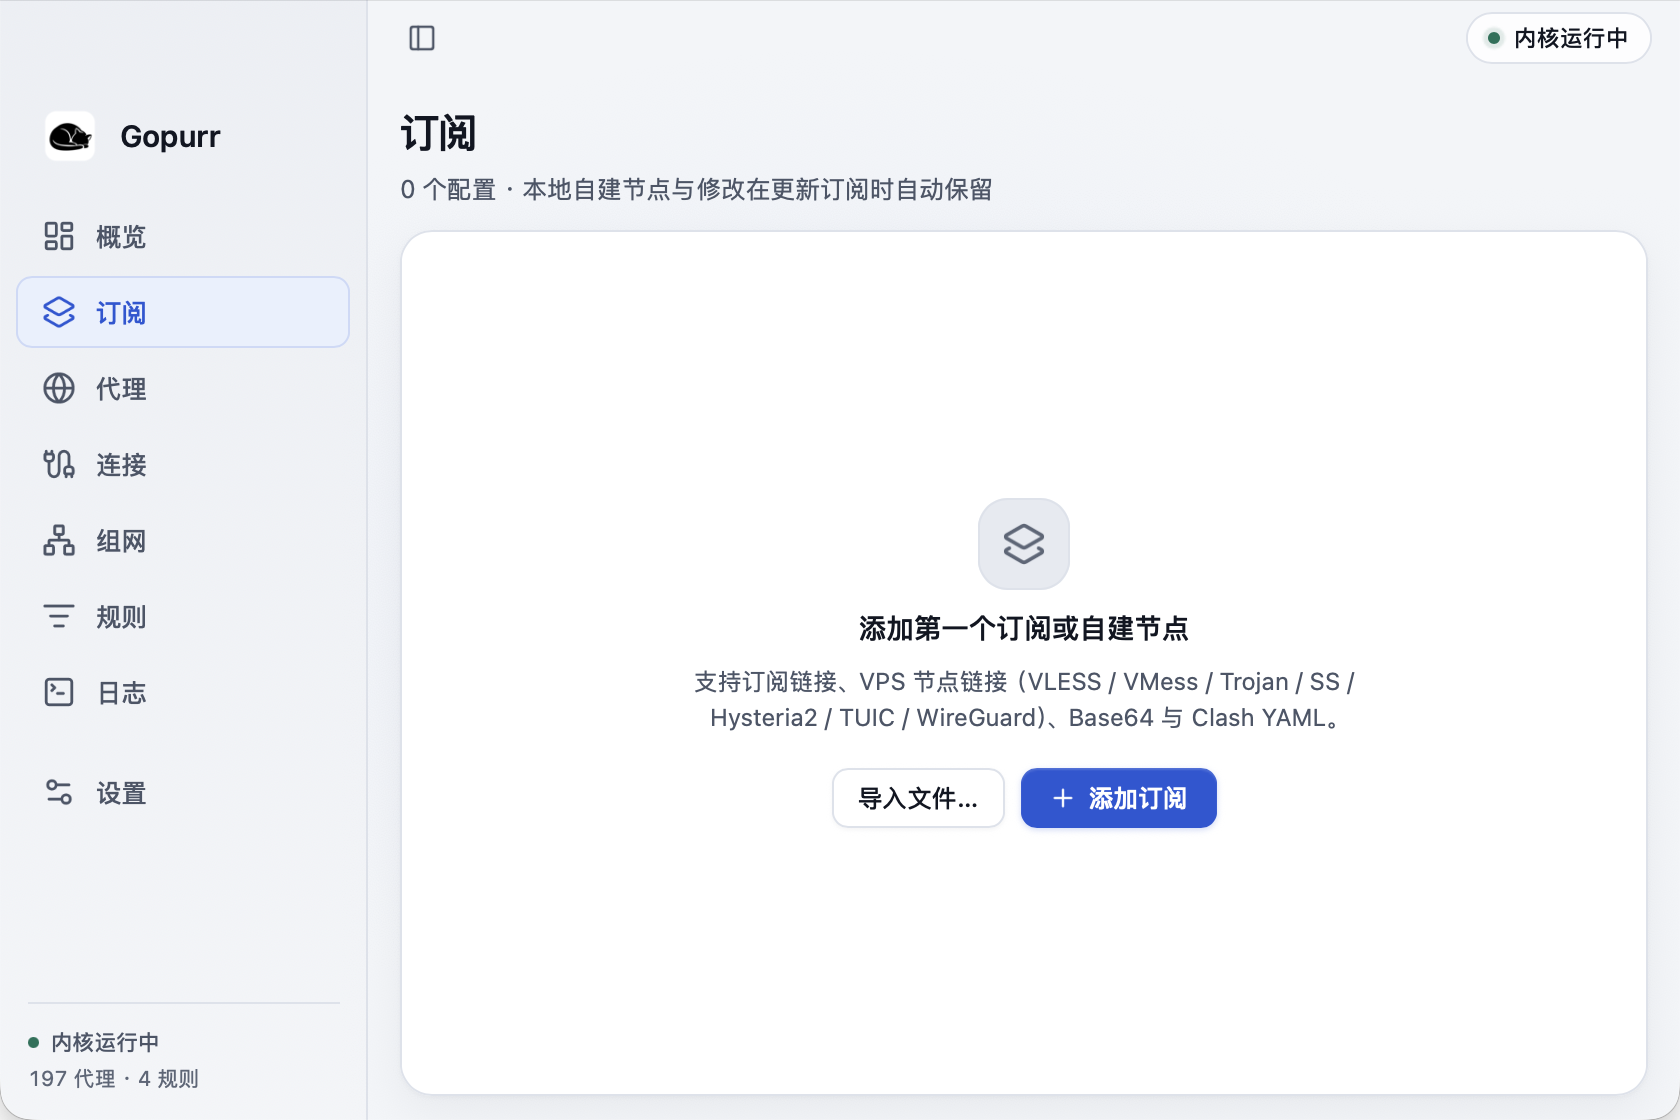 内核运行中
Gopurr
概览
订阅
代理
连接
组网
规则
日志
设置
内核运行中
197 代理 · 4 规则
订阅
0 个配置 · 本地自建节点与修改在更新订阅时自动保留
添加第一个订阅或自建节点
支持订阅链接、VPS 节点链接（VLESS / VMess / Trojan / SS /
Hysteria2 / TUIC / WireGuard）、Base64 与 Clash YAML。
导入文件...
添加订阅